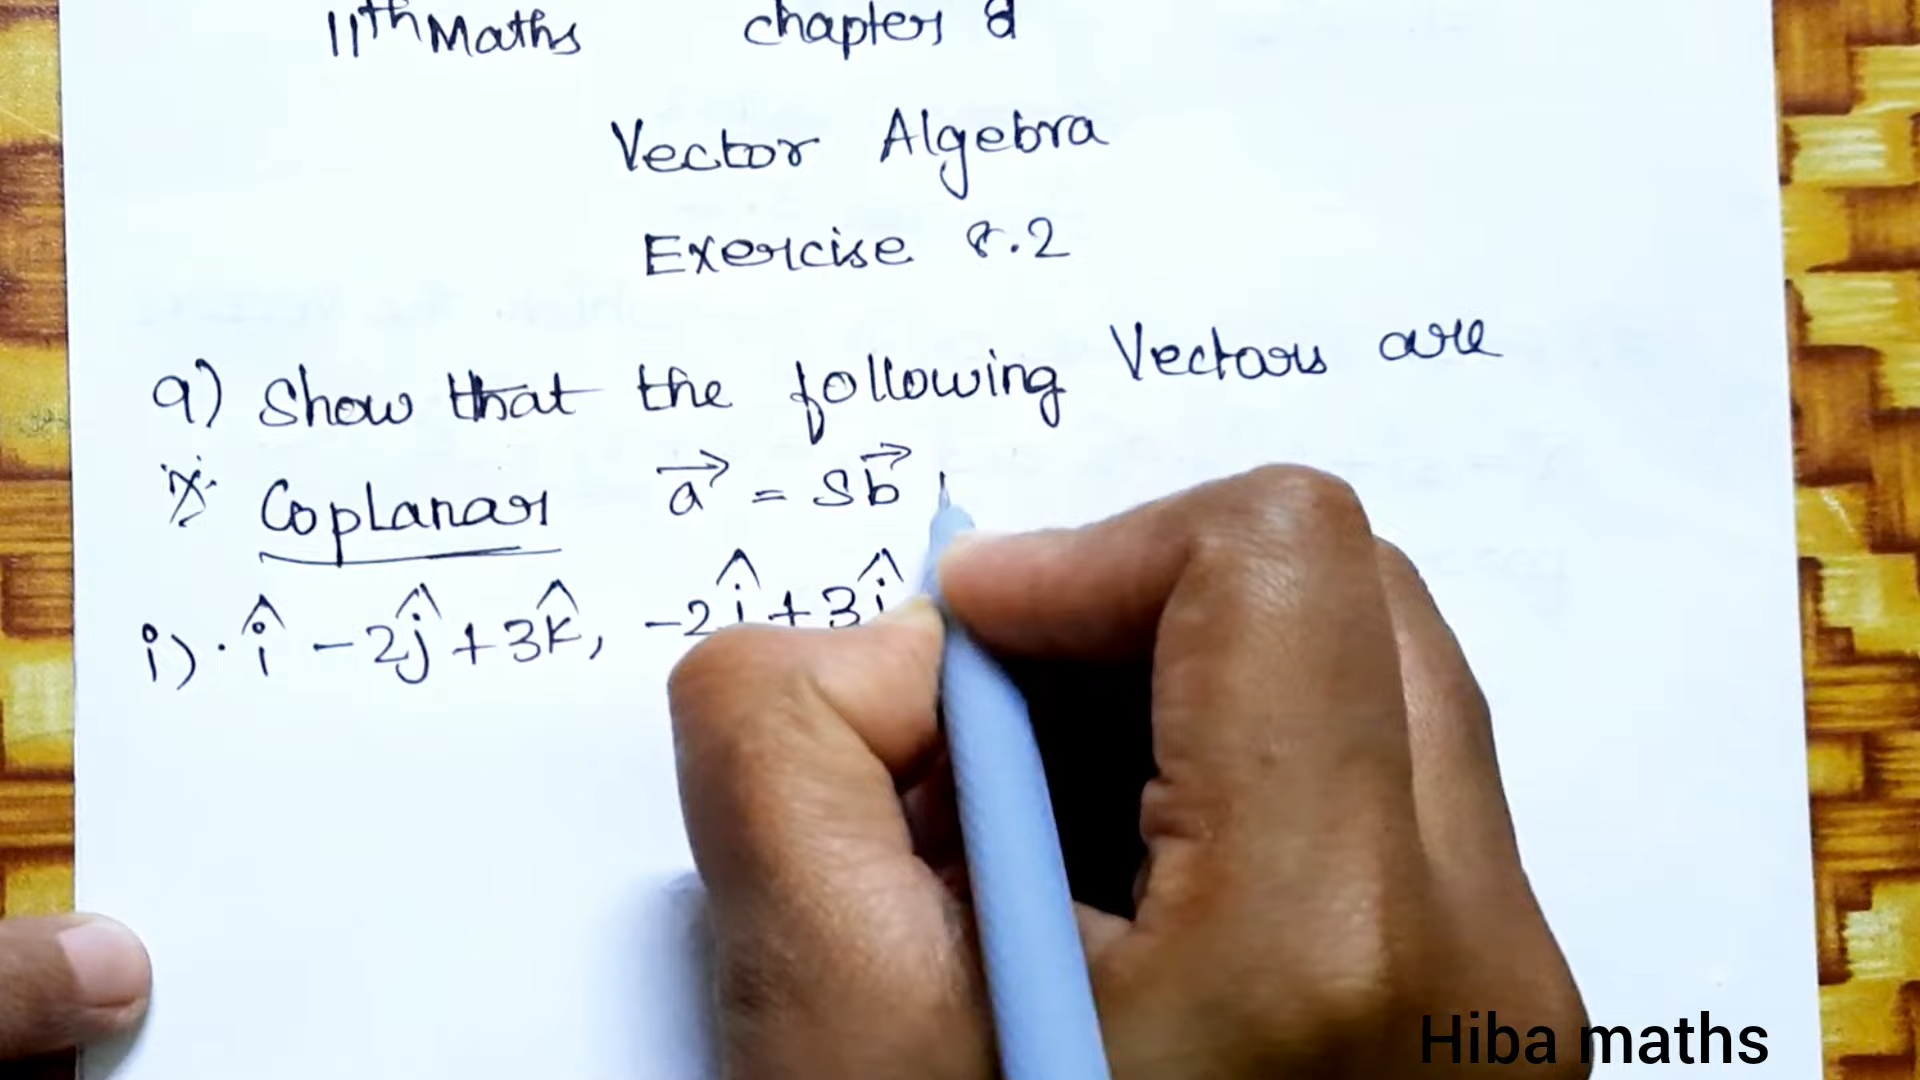 11th Maths chapter 8
Vector Algebra
Exercise 8.2
9) Show that the following Vectors are
Coplanar a⃗ = Sb⃗
i) î - 2ĵ + 3k̂, -2î + 3ĵ
Hiba maths